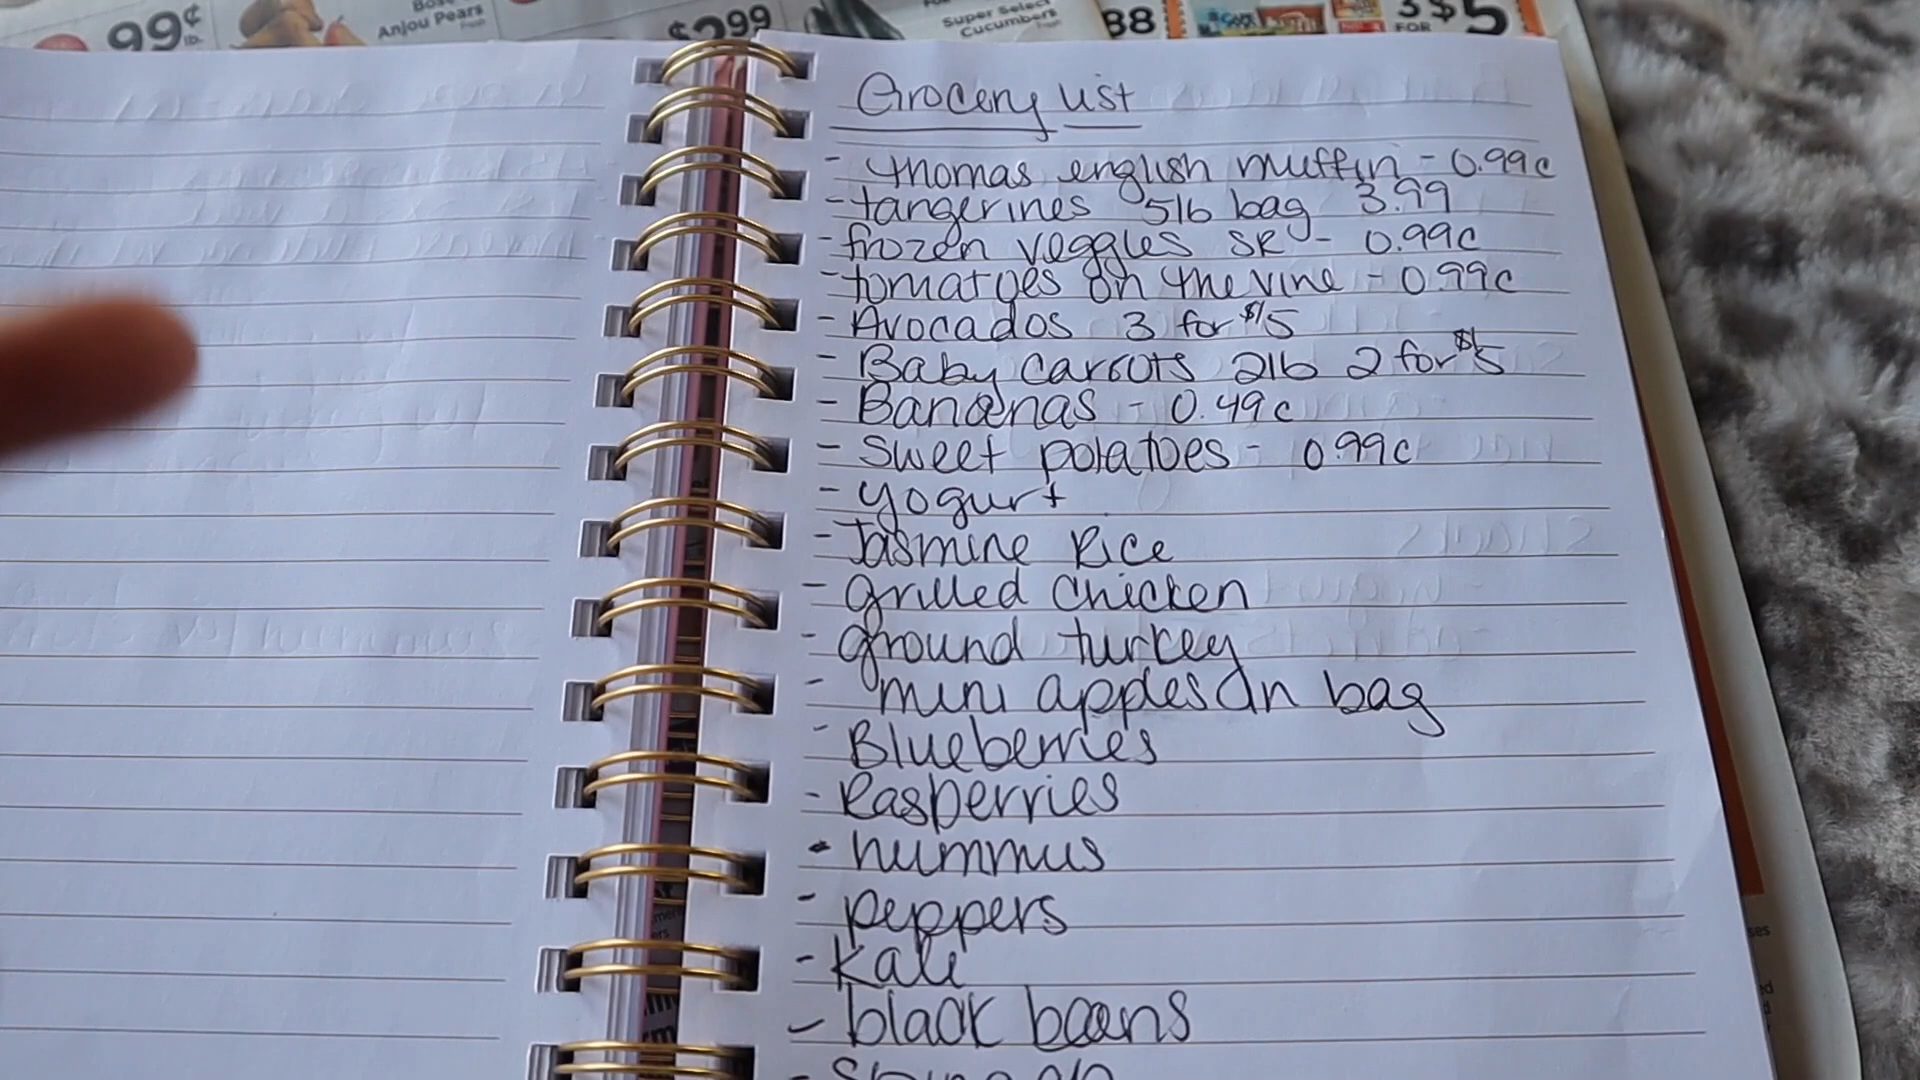 99¢ lb.
Anjou Pears
$2.99
Super Select
Cucumbers
88
3 FOR $5
Grocery List
- Thomas english muffin - 0.99c
- tangerines 5lb bag 3.99
- frozen veggies SR - 0.99c
- tomatoes on the vine - 0.99c
- Avocados 3 for $5
- Baby carrots 2lb 2 for $5
- Bananas - 0.49c
- Sweet potatoes - 0.99c
- yogurt
- Jasmine Rice
- grilled chicken
- ground turkey
- mini apples in bag
- Blueberries
- Rasberries
- hummus
- peppers
- Kale
- black beans